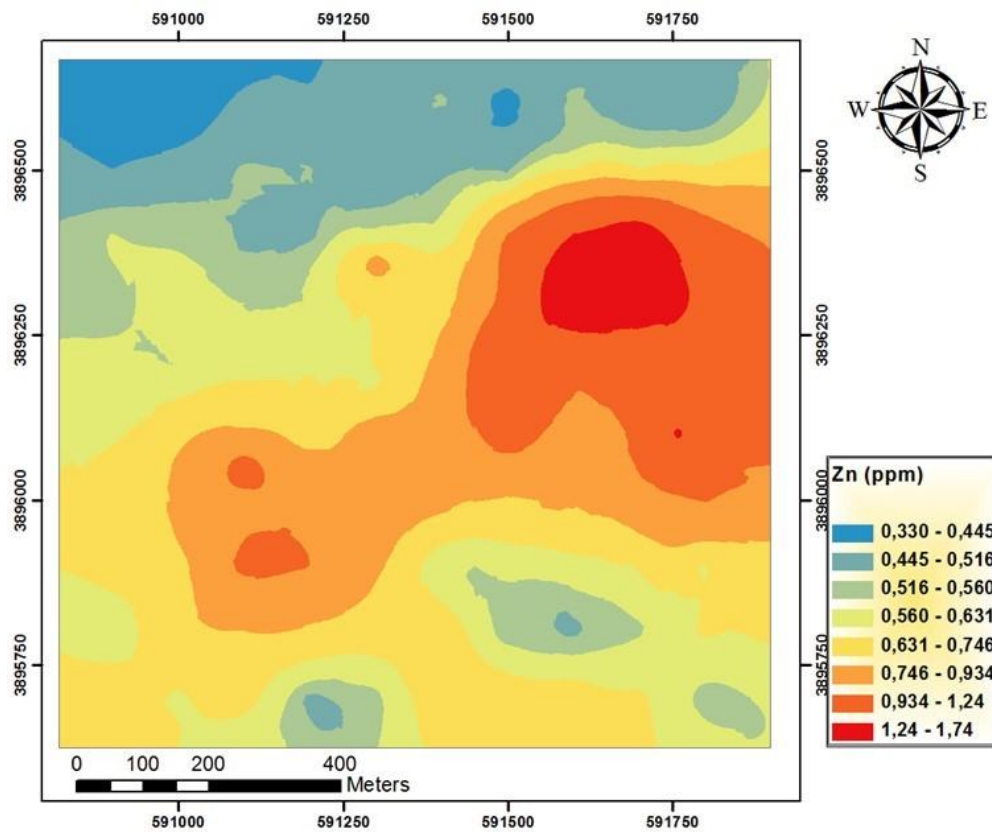 591000 591250 591500 591750
N
W E
S
3896500 3896500
3896250 3896250
3896000 3896000
3895750 3895750
Zn (ppm)
0,330 - 0,445
0,445 - 0,516
0,516 - 0,560
0,560 - 0,631
0,631 - 0,746
0,746 - 0,934
0,934 - 1,24
1,24 - 1,74
0 100 200 400
Meters
591000 591250 591500 591750